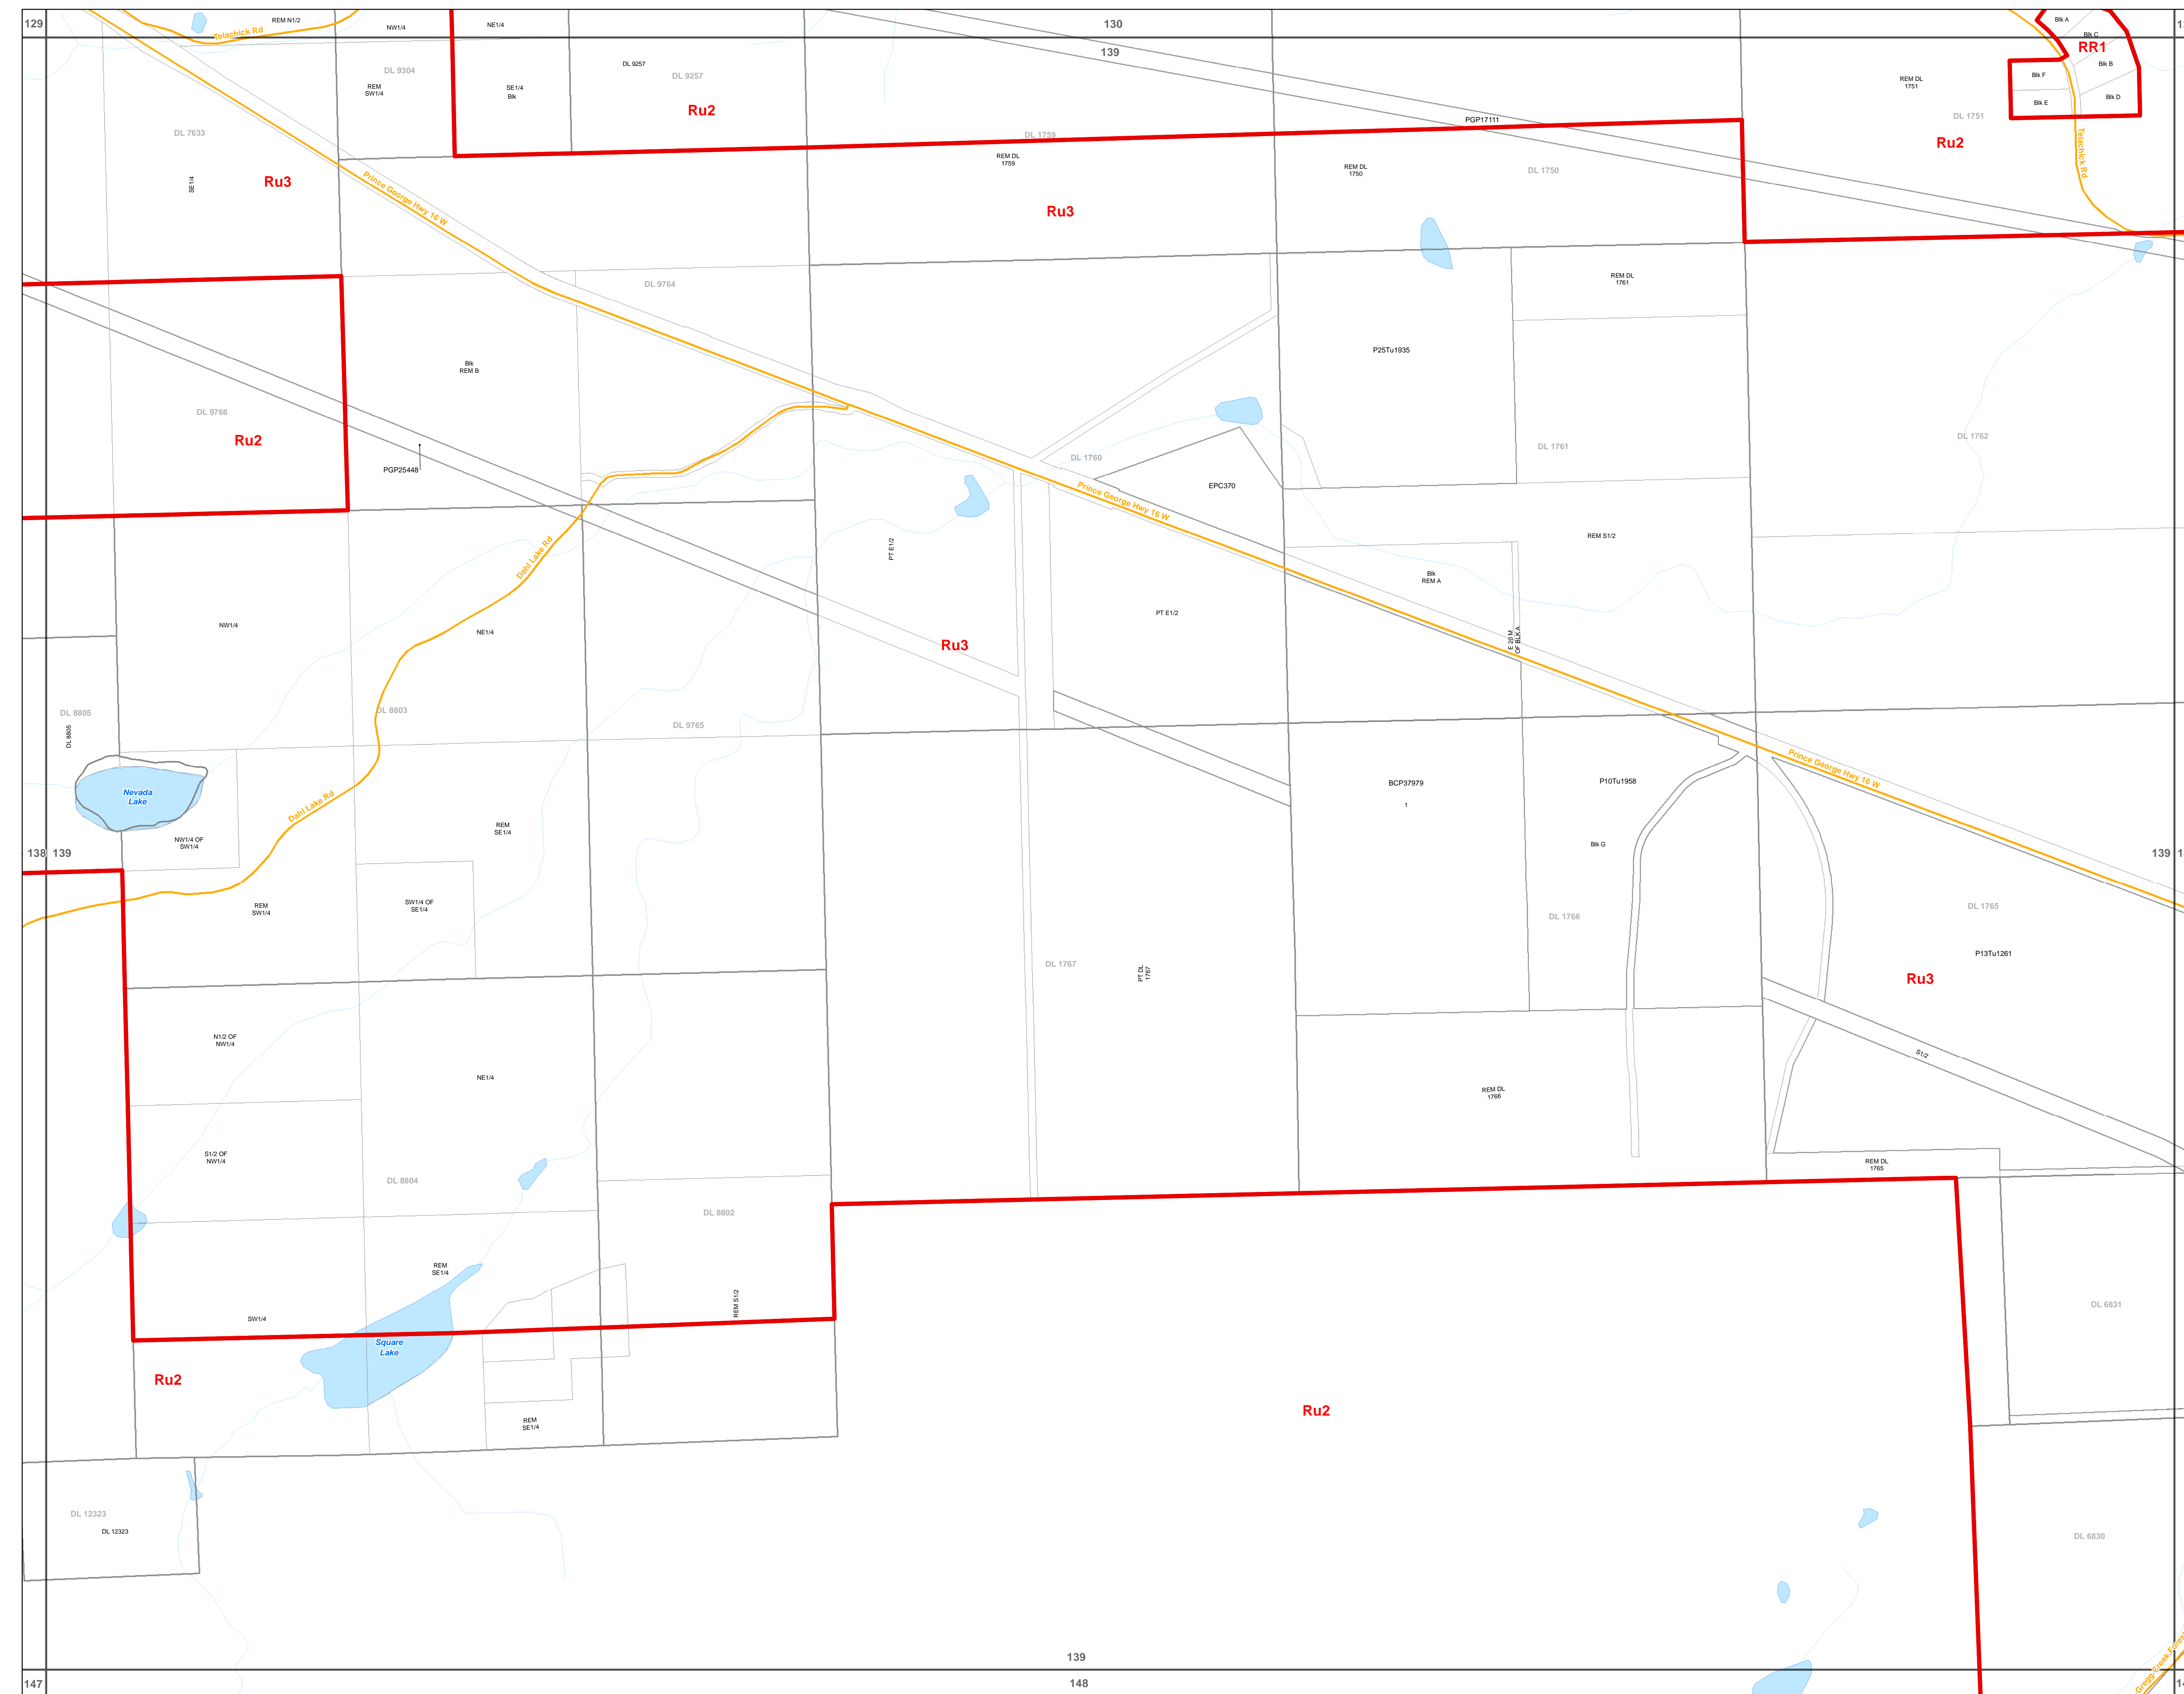 129
REM N1/2
Telachick Rd
NW1/4
NE1/4
130
139
Blk A
Blk C
RR1
Blk B
Blk F
Blk E
Blk D
DL 9304
REM
SW1/4
SE1/4
Blk
DL 9257
DL 9257
Ru2
REM DL
1751
DL 1751
Ru2
Telachick Rd
PGP17111
DL 7633
SE1/4
Ru3
Prince George Hwy 16 W
DL 1759
REM DL
1759
Ru3
REM DL
1750
DL 1750
DL 9764
REM DL
1761
P25Tu1935
Blk
REM B
DL 9766
Ru2
PGP25448
DL 1760
DL 1761
DL 1762
EPC370
Prince George Hwy 16 W
REM S1/2
PT E1/2
Dahl Lake Rd
Blk
REM A
PT E1/2
NW1/4
NE1/4
Ru3
E 20 M
OF BLK A
DL 8805
DL 8805
DL 8803
DL 9765
Nevada
Lake
BCP37979
1
P10Tu1958
Prince George Hwy 16 W
Dahl Lake Rd
NW1/4 OF
SW1/4
REM
SE1/4
Blk G
138 139
139
REM
SW1/4
SW1/4 OF
SE1/4
DL 1766
DL 1765
P13Tu1261
DL 1767
PT DL
1767
Ru3
N1/2 OF
NW1/4
NE1/4
S1/2
REM DL
1766
S1/2 OF
NW1/4
REM DL
1765
DL 8804
DL 8802
REM
SE1/4
REM S1/2
SW1/4
DL 6831
Square
Lake
Ru2
Ru2
REM
SE1/4
DL 12323
DL 12323
DL 6830
139
147
148
Gregg Creek Forest